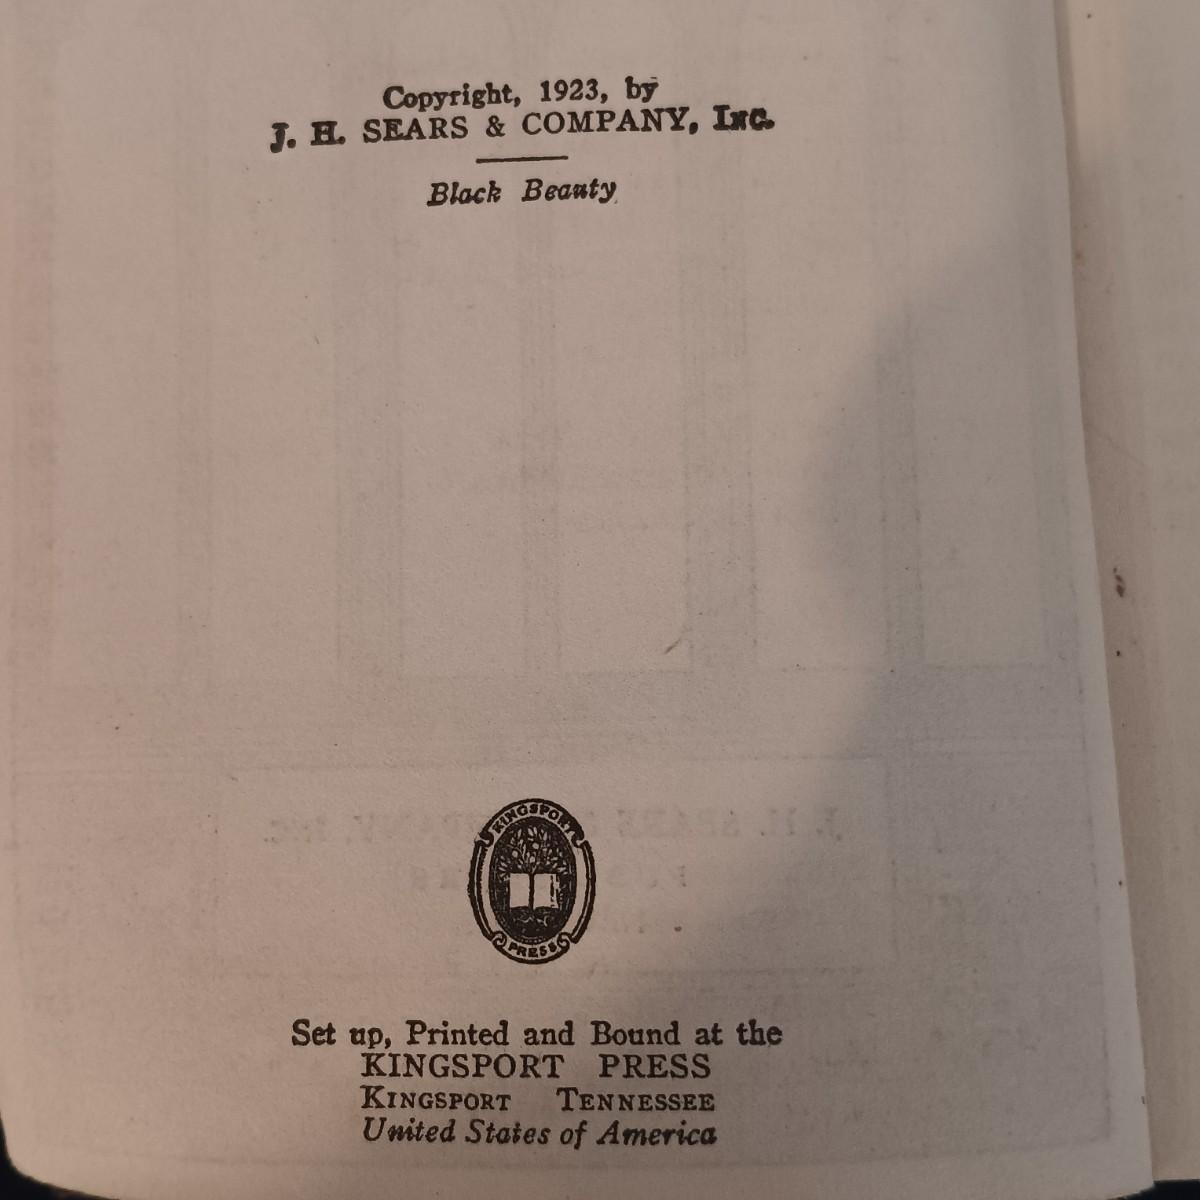 Copyright, 1923, by
J. H. SEARS & COMPANY, INC.
Black Beauty
KINGSPORT
PRESS
Set up, Printed and Bound at the
KINGSPORT PRESS
KINGSPORT TENNESSEE
United States of America